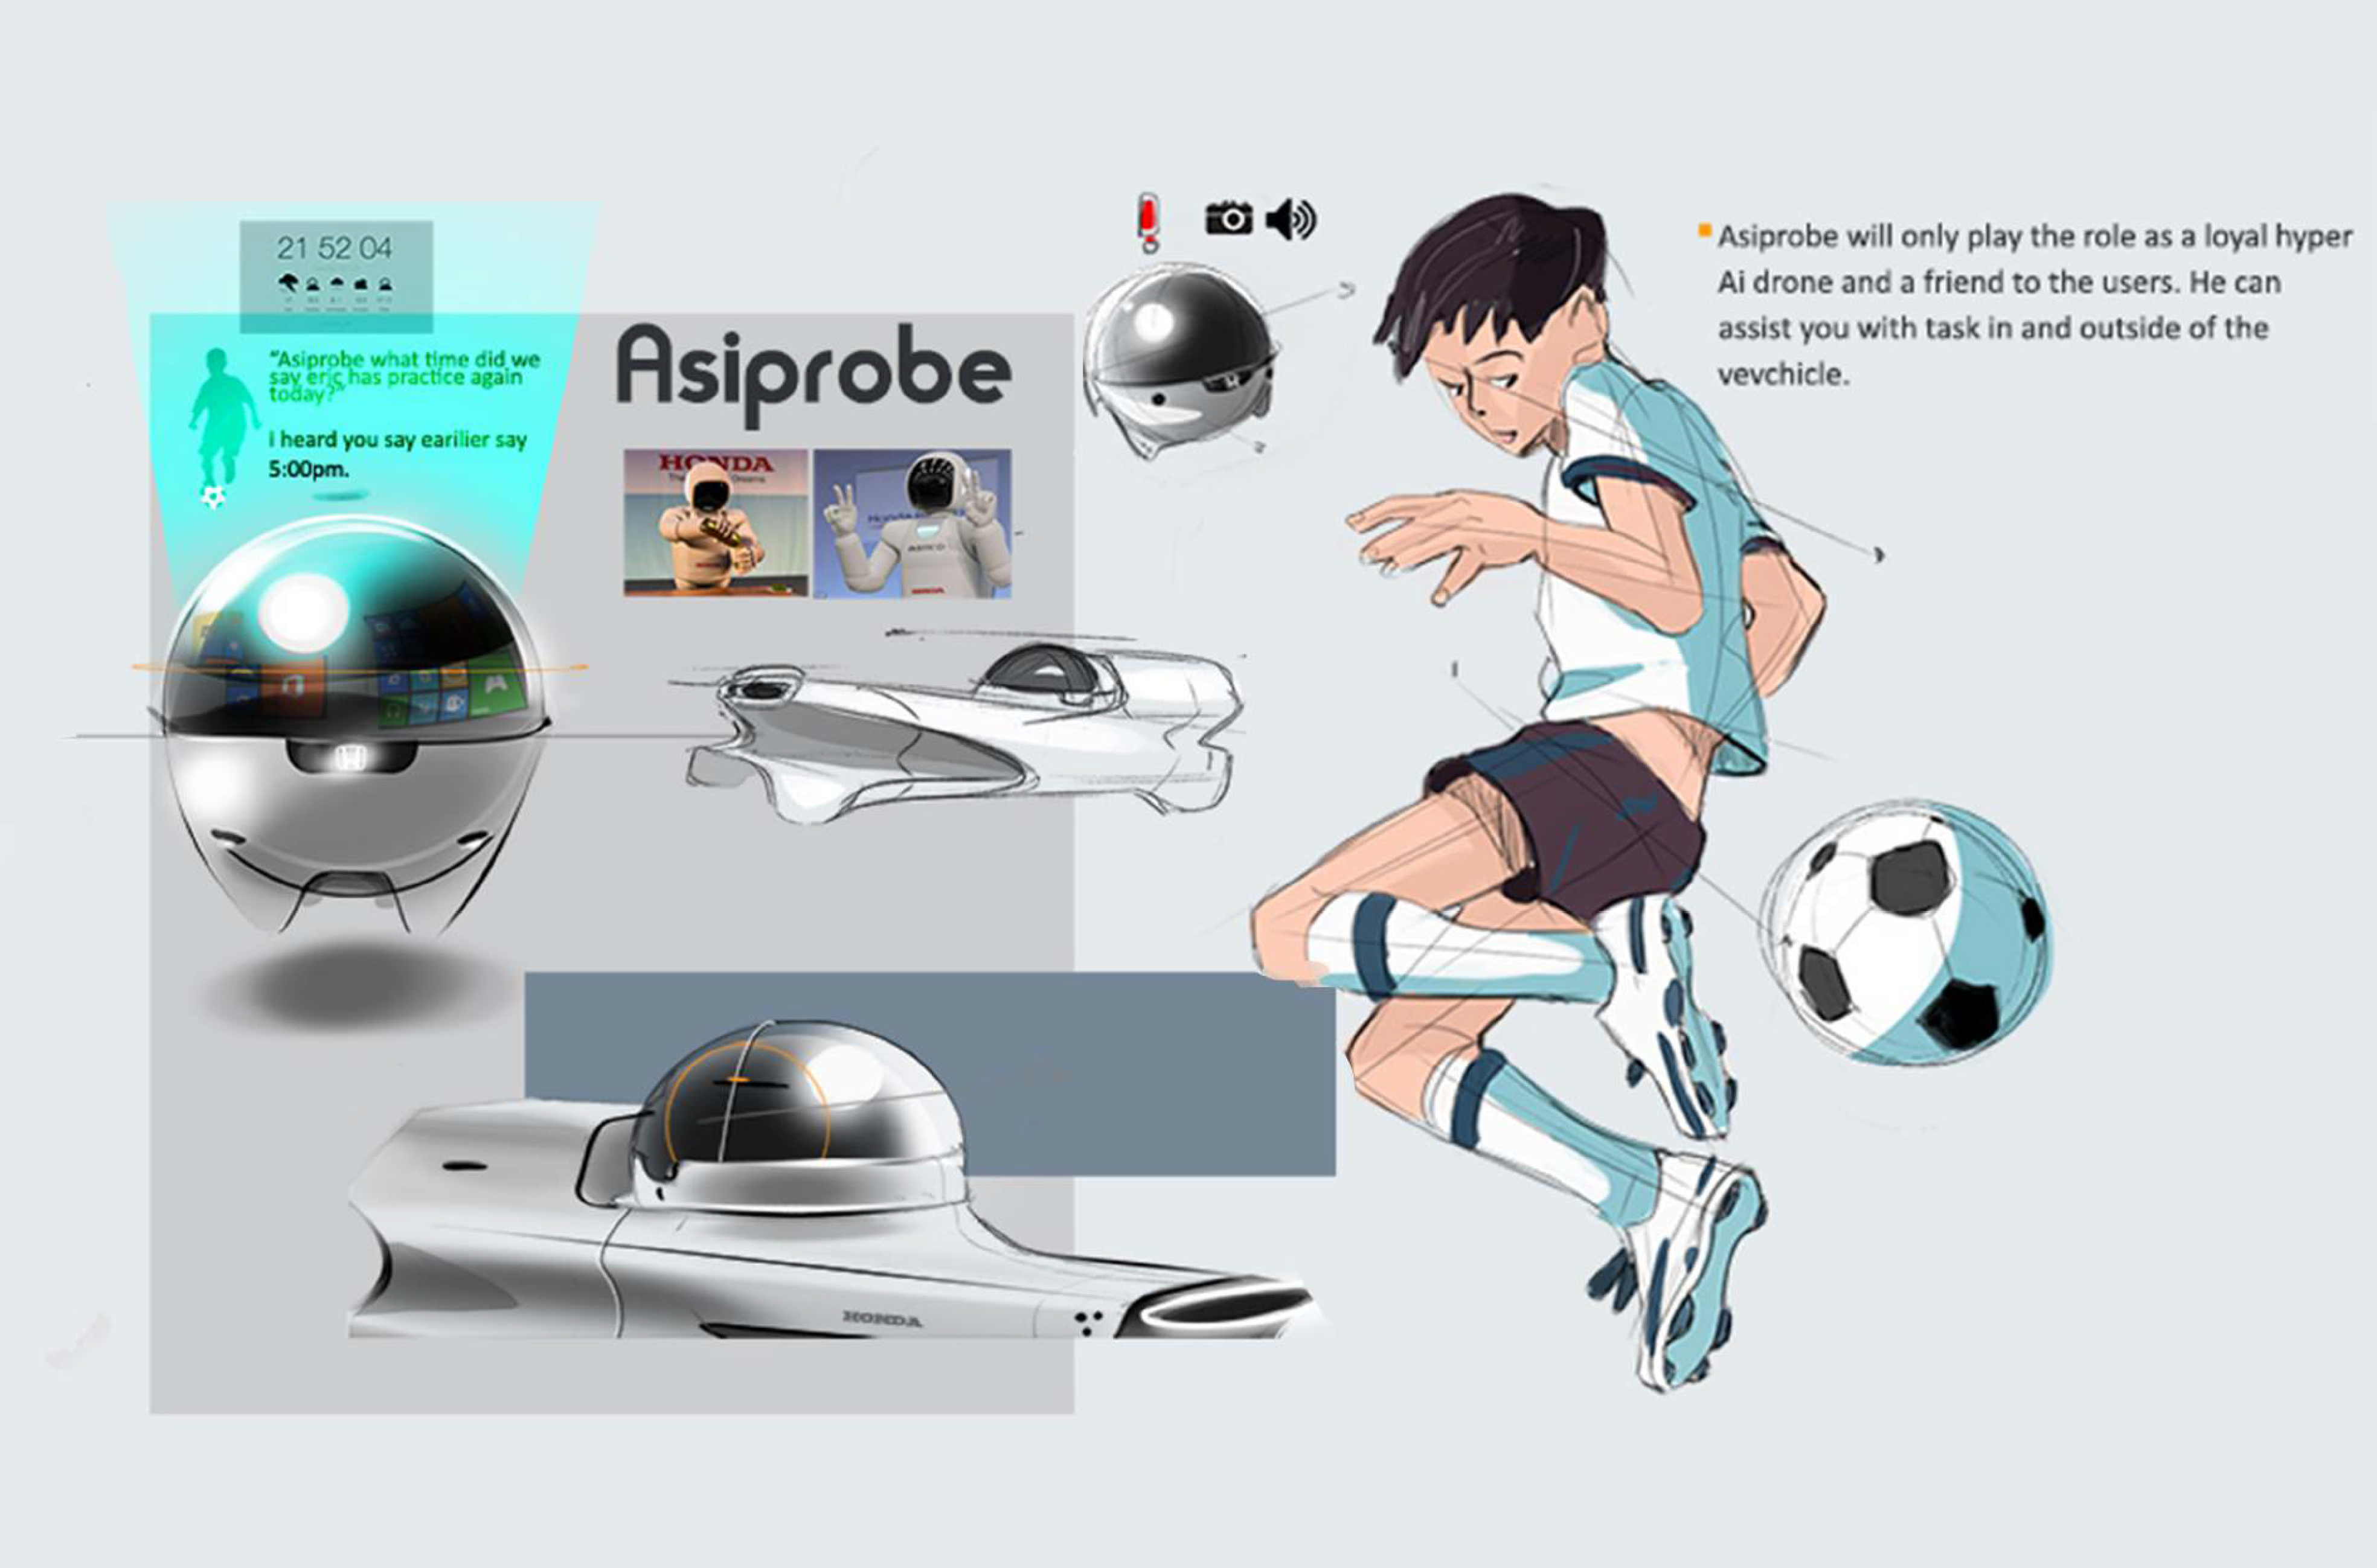 21 52 04
"Asiprobe what time did we
say eric has practice again
today?"
I heard you say earilier say
5:00pm.
Asiprobe
HONDA
ASIMO
HONDA
Asiprobe will only play the role as a loyal hyper
Ai drone and a friend to the users. He can
assist you with task in and outside of the
vevchicle.
HONDA